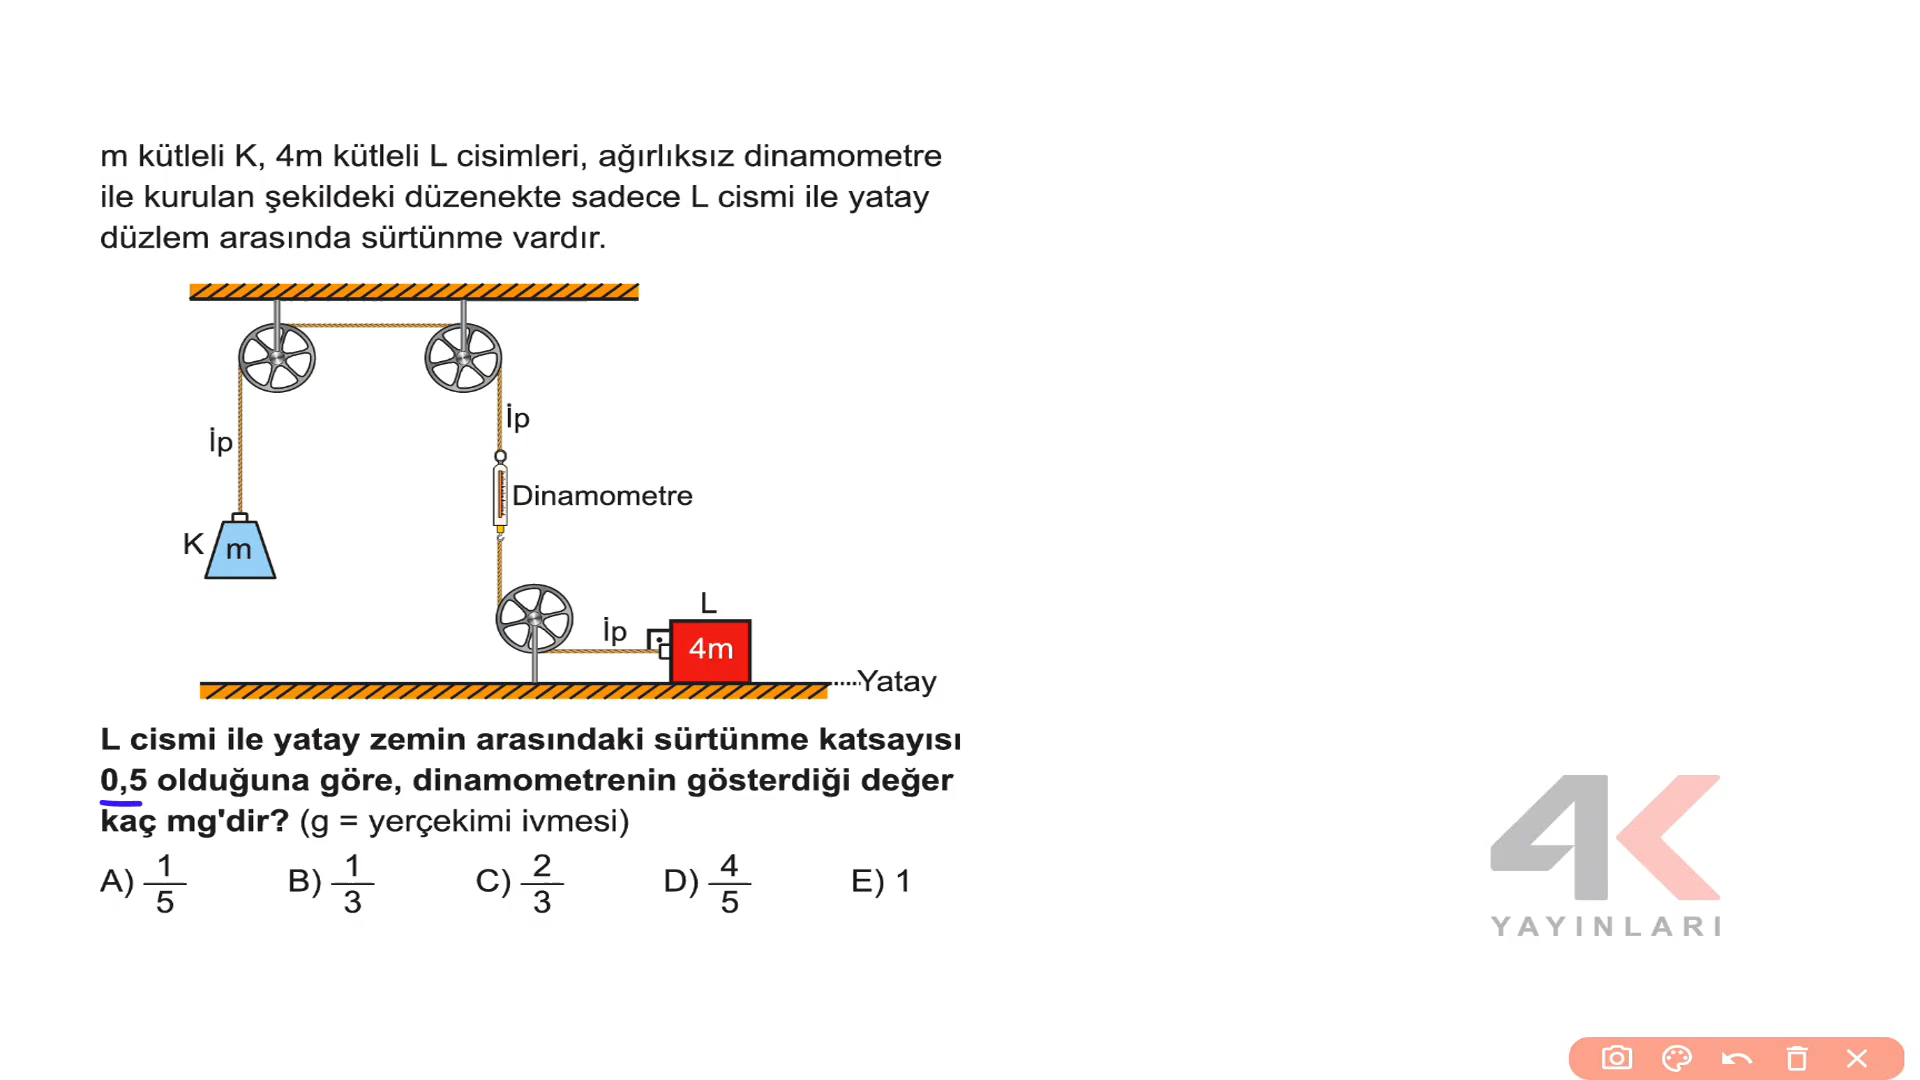 m kütleli K, 4m kütleli L cisimleri, ağırlıksız dinamometre
ile kurulan şekildeki düzenekte sadece L cismi ile yatay
düzlem arasında sürtünme vardır.
İp
İp
Dinamometre
K
m
L
İp
4m
Yatay
L cismi ile yatay zemin arasındaki sürtünme katsayısı
0,5 olduğuna göre, dinamometrenin gösterdiği değer
kaç mg'dir? (g = yerçekimi ivmesi)
A) 1/5 B) 1/3 C) 2/3 D) 4/5 E) 1
4K
YAYINLARI